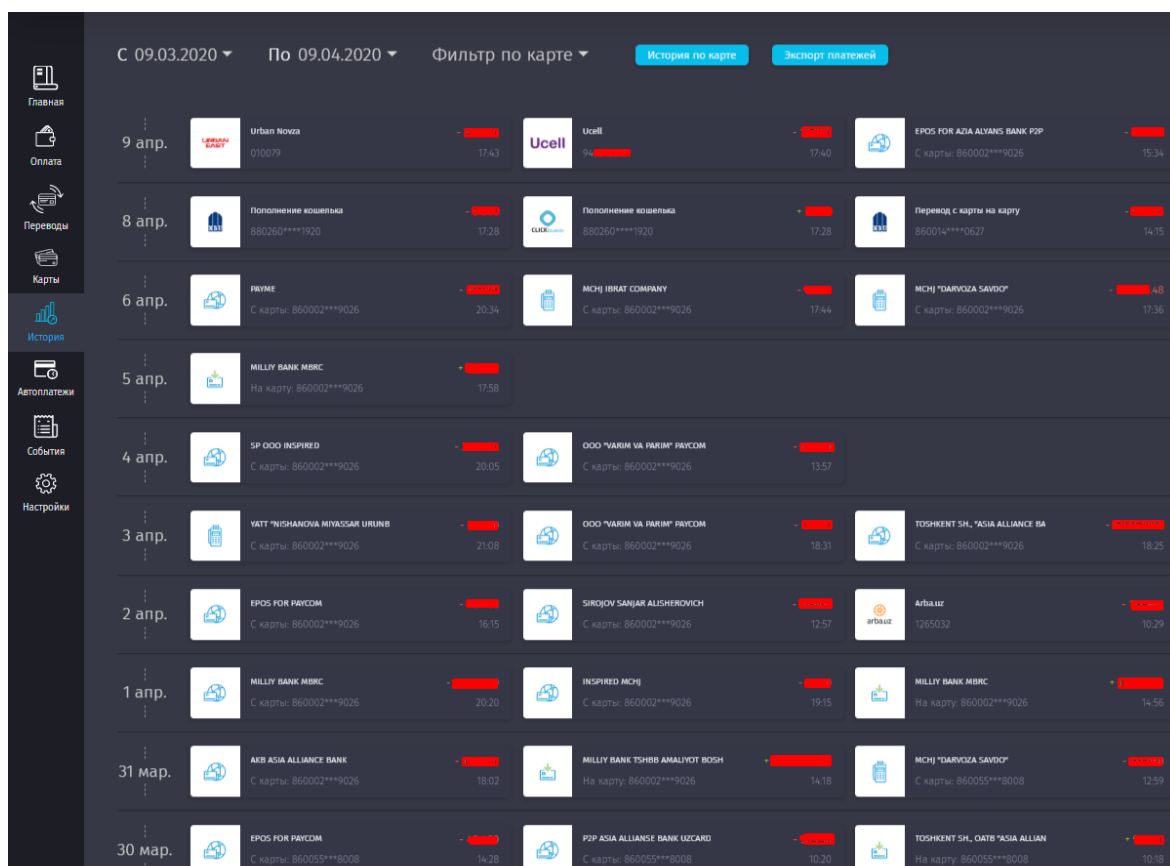 С 09.03.2020 По 09.04.2020 Фильтр по карте История по карте Экспорт платежей
Главная
Оплата
Переводы
Карты
История
Автоплатежи
События
Настройки
9 апр.
URBAN EAST
Urban Novza -
010079 17:43
Ucell
Ucell -
94 17:40
EPOS FOR AZIA ALYANS BANK P2P -
С карты: 860002***9026 15:34
8 апр.
Пополнение кошелька -
880260****1920 17:28
CLICK
Пополнение кошелька +
880260****1920 17:28
Перевод с карты на карту -
860014****0627 14:15
6 апр.
PAYME -
С карты: 860002***9026 20:34
MCHJ IBRAT COMPANY -
С карты: 860002***9026 17:44
MCHJ "DARVOZA SAVDO" - .48
С карты: 860002***9026 17:36
5 апр.
MILLIY BANK MBRC +
На карту: 860002***9026 17:58
4 апр.
SP OOO INSPIRED -
С карты: 860002***9026 20:05
OOO "VARIM VA PARIM" PAYCOM -
С карты: 860002***9026 13:57
3 апр.
YATT "NISHANOVA MIYASSAR URUNB -
С карты: 860002***9026 21:08
OOO "VARIM VA PARIM" PAYCOM -
С карты: 860002***9026 18:31
TOSHKENT SH., "ASIA ALLIANCE BA -
С карты: 860002***9026 18:25
2 апр.
EPOS FOR PAYCOM -
С карты: 860002***9026 16:15
SIROJOV SANJAR ALISHEROVICH -
С карты: 860002***9026 12:57
arba.uz
Arba.uz -
1265032 10:29
1 апр.
MILLIY BANK MBRC -
С карты: 860002***9026 20:20
INSPIRED MCHJ -
С карты: 860002***9026 19:15
MILLIY BANK MBRC +
На карту: 860002***9026 14:56
31 мар.
AKB ASIA ALLIANCE BANK -
С карты: 860002***9026 18:02
MILLIY BANK TSHBB AMALIYOT BOSH +
На карту: 860002***9026 14:18
MCHJ "DARVOZA SAVDO" -
С карты: 860055***8008 12:59
30 мар.
EPOS FOR PAYCOM -
С карты: 860055***8008 14:28
P2P ASIA ALLIANSE BANK UZCARD -
С карты: 860055***8008 10:20
TOSHKENT SH., OATB "ASIA ALLIAN +
На карту: 860055***8008 10:18